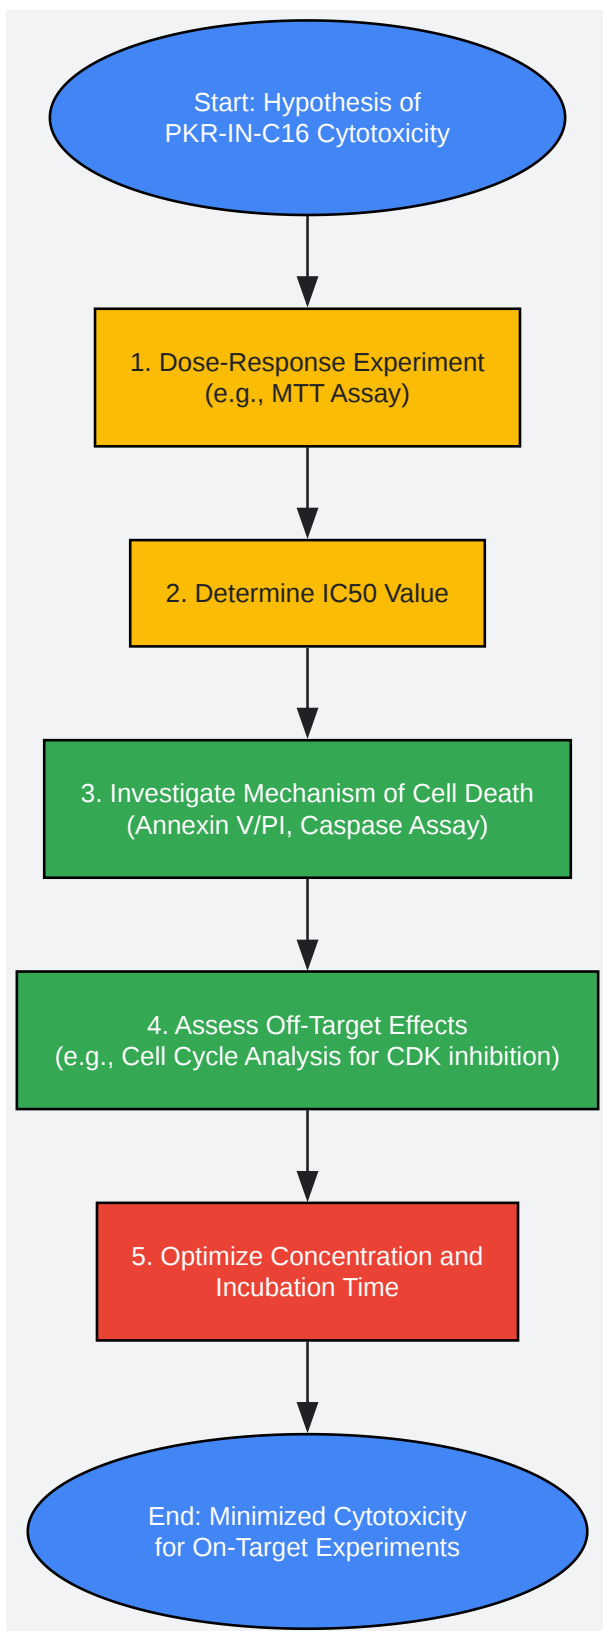 Start: Hypothesis of
PKR-IN-C16 Cytotoxicity
1. Dose-Response Experiment
(e.g., MTT Assay)
2. Determine IC50 Value
3. Investigate Mechanism of Cell Death
(Annexin V/PI, Caspase Assay)
4. Assess Off-Target Effects
(e.g., Cell Cycle Analysis for CDK inhibition)
5. Optimize Concentration and
Incubation Time
End: Minimized Cytotoxicity
for On-Target Experiments